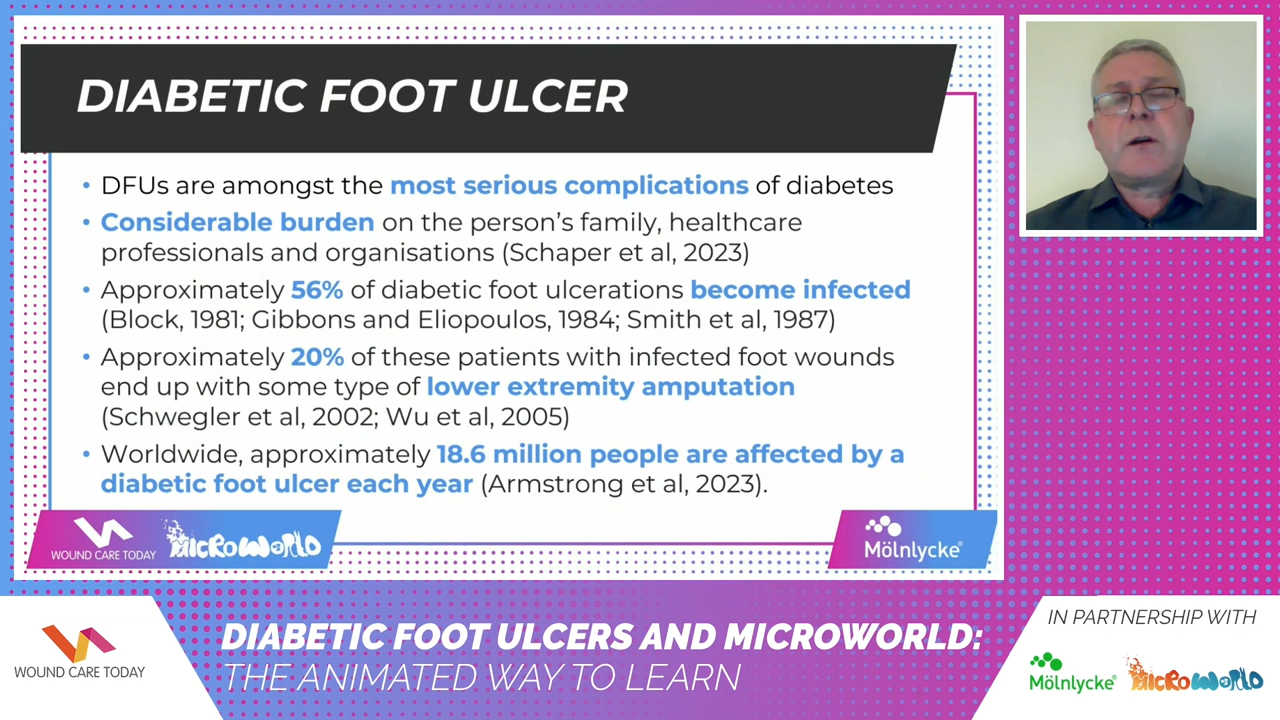 DIABETIC FOOT ULCER
• DFUs are amongst the most serious complications of diabetes
• Considerable burden on the person’s family, healthcare
professionals and organisations (Schaper et al, 2023)
• Approximately 56% of diabetic foot ulcerations become infected
(Block, 1981; Gibbons and Eliopoulos, 1984; Smith et al, 1987)
• Approximately 20% of these patients with infected foot wounds
end up with some type of lower extremity amputation
(Schwegler et al, 2002; Wu et al, 2005)
• Worldwide, approximately 18.6 million people are affected by a
diabetic foot ulcer each year (Armstrong et al, 2023).
WOUND CARE TODAY
MicroWorld
Mölnlycke®
WOUND CARE TODAY
DIABETIC FOOT ULCERS AND MICROWORLD:
THE ANIMATED WAY TO LEARN
IN PARTNERSHIP WITH
Mölnlycke®
MicroWorld